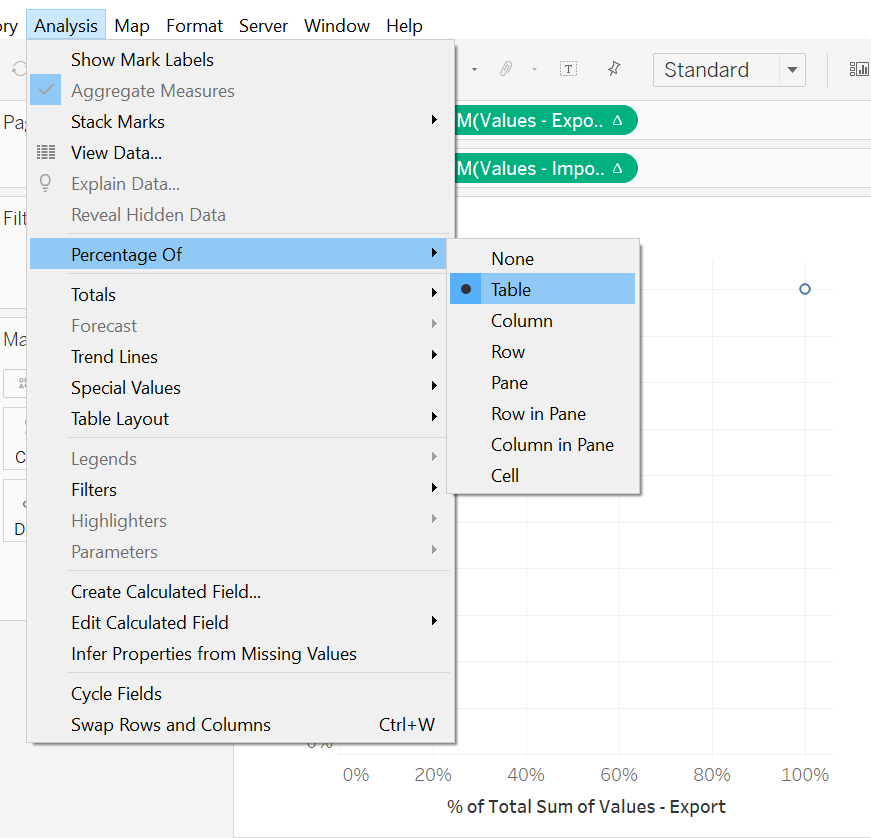 ory Analysis Map Format Server Window Help
Show Mark Labels
Standard
Aggregate Measures
Pag
Stack Marks
M(Values - Expo.. Δ
View Data...
M(Values - Impo.. Δ
Explain Data...
Reveal Hidden Data
Filt
Percentage Of
None
Totals
Table
Forecast
Column
Ma
Trend Lines
Row
Special Values
Pane
Table Layout
Row in Pane
Column in Pane
C
Legends
Cell
Filters
Highlighters
D
Parameters
Create Calculated Field...
Edit Calculated Field
Infer Properties from Missing Values
Cycle Fields
Swap Rows and Columns Ctrl+W
0%
0% 20% 40% 60% 80% 100%
% of Total Sum of Values - Export